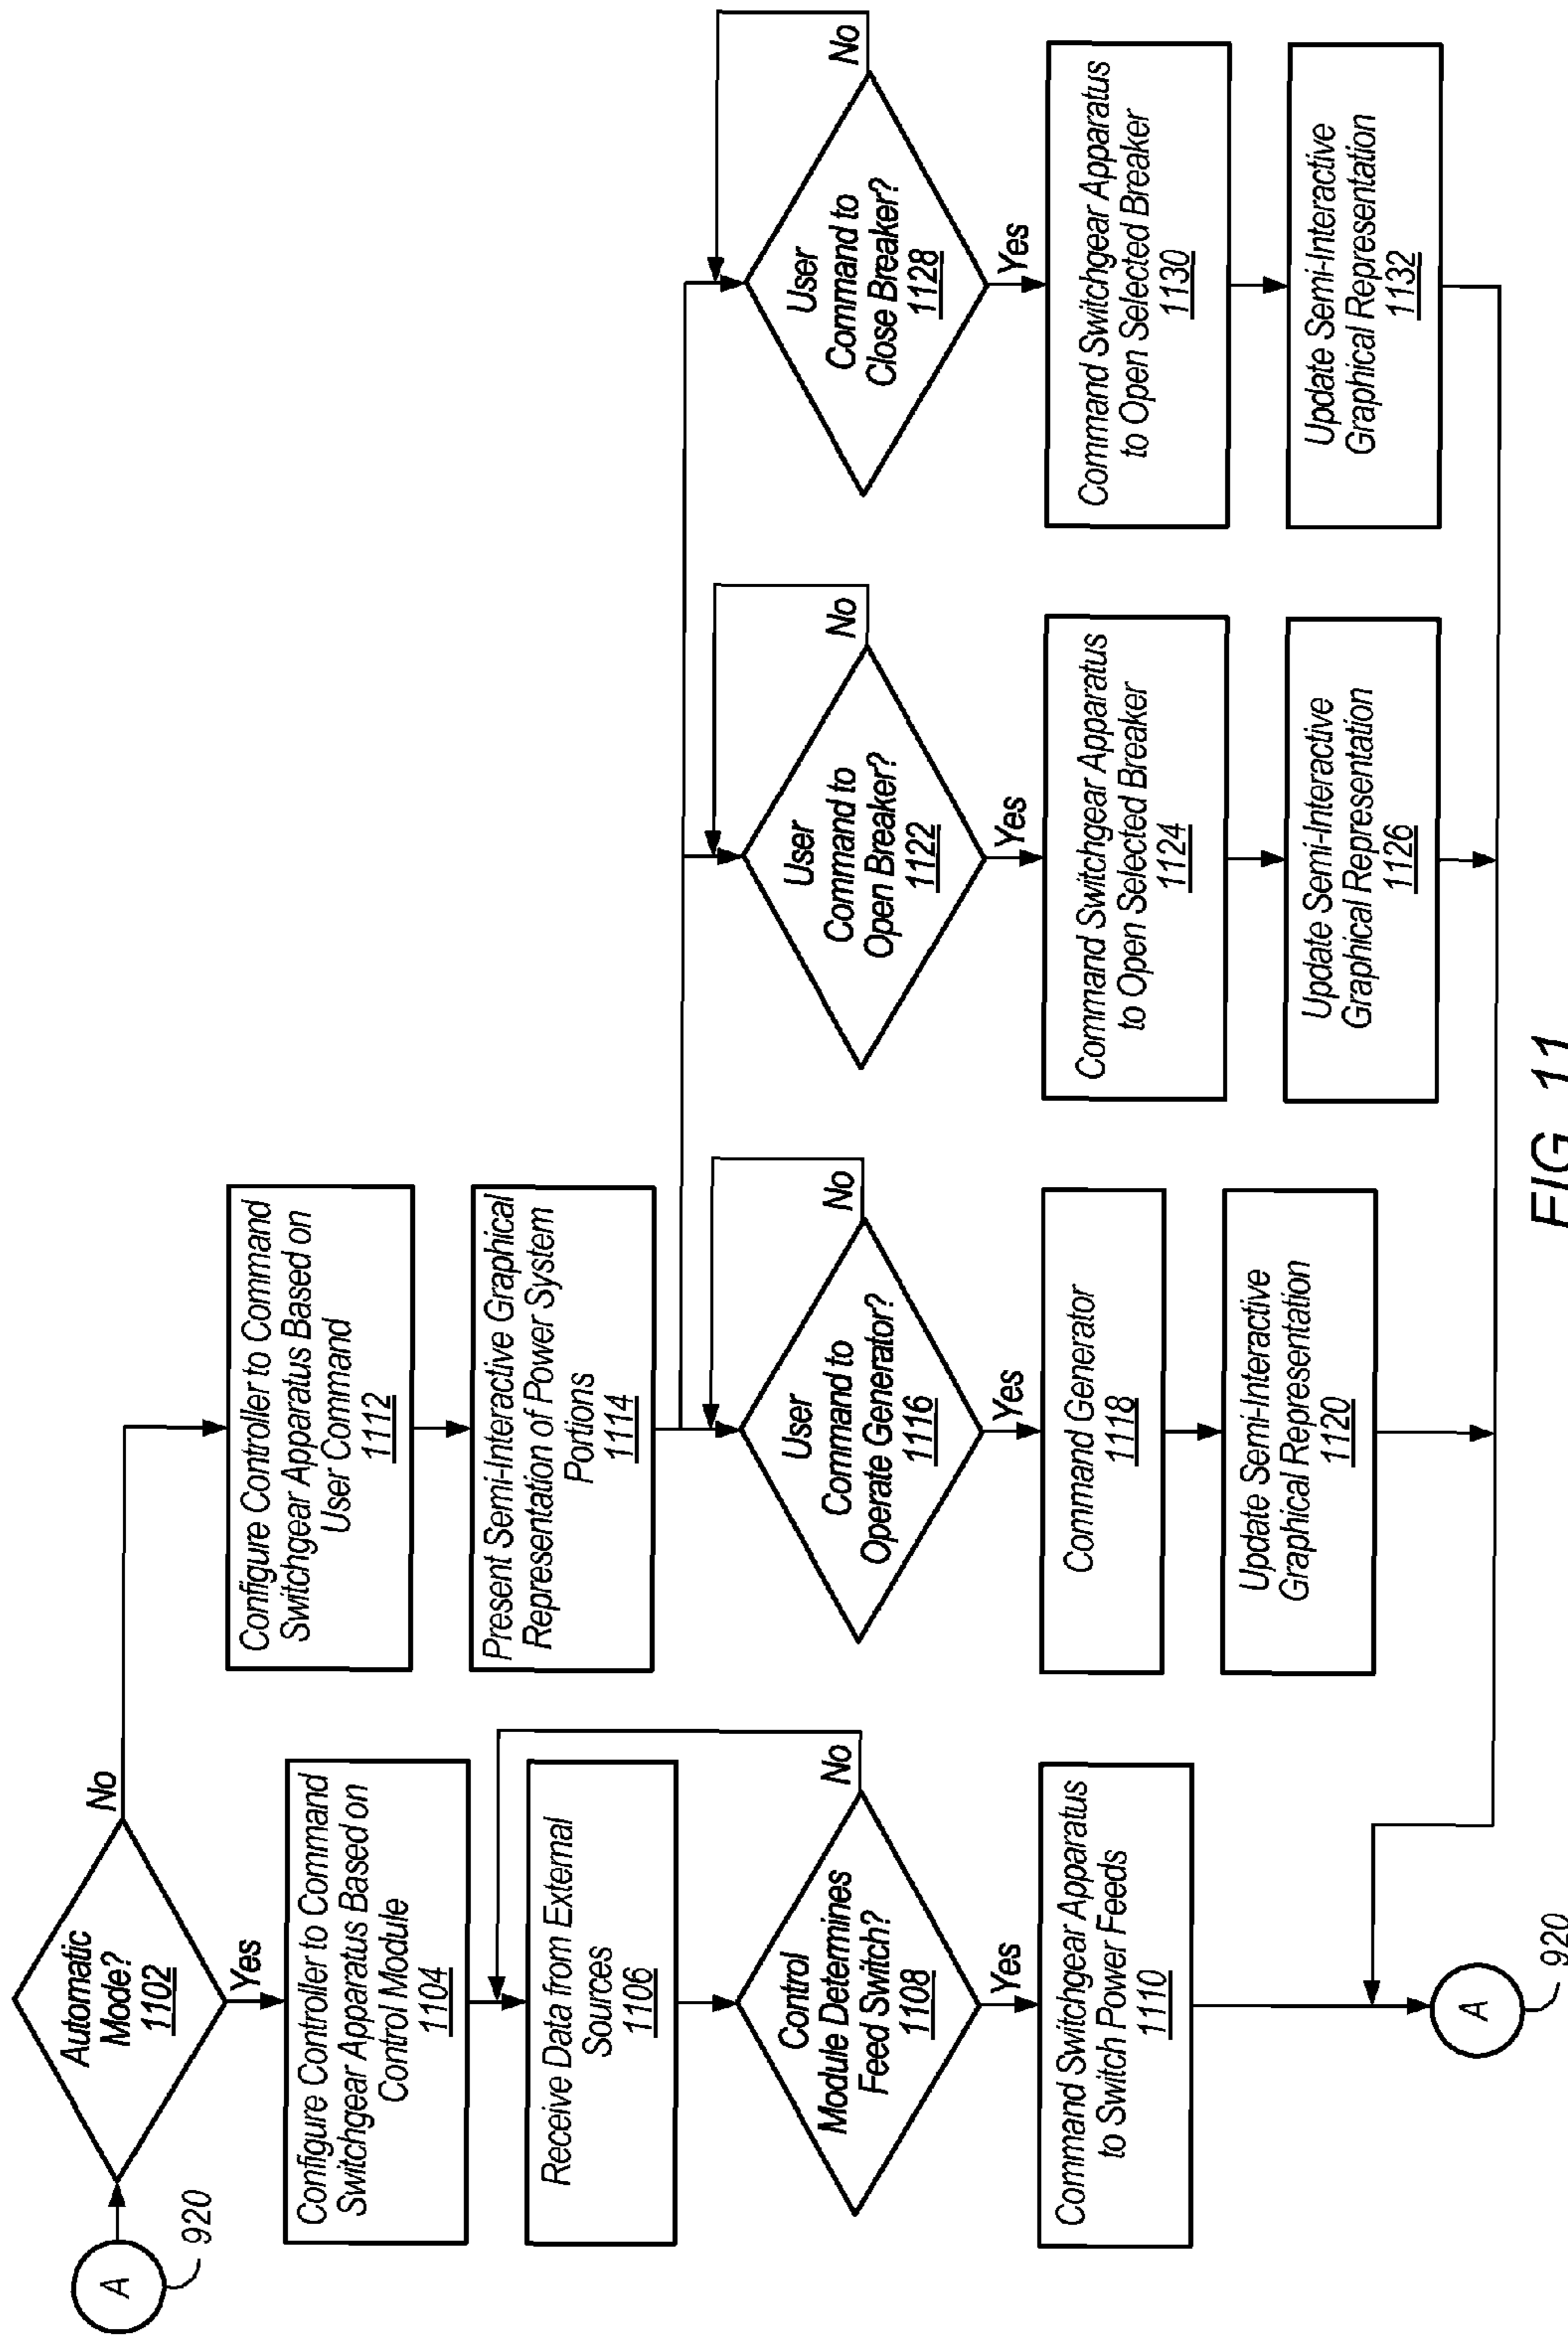 A
920
Automatic
Mode?
1102
No
Yes
Configure Controller to Command
Switchgear Apparatus Based on
Control Module
1104
Receive Data from External
Sources
1106
Control
Module Determines
Feed Switch?
1108
No
Yes
Command Switchgear Apparatus
to Switch Power Feeds
1110
A
920
Configure Controller to Command
Switchgear Apparatus Based on
User Command
1112
Present Semi-Interactive Graphical
Representation of Power System
Portions
1114
User
Command to
Operate Generator?
1116
No
Yes
Command Generator
1118
Update Semi-Interactive
Graphical Representation
1120
User
Command to
Open Breaker?
1122
No
Yes
Command Switchgear Apparatus
to Open Selected Breaker
1124
Update Semi-Interactive
Graphical Representation
1126
User
Command to
Close Breaker?
1128
No
Yes
Command Switchgear Apparatus
to Open Selected Breaker
1130
Update Semi-Interactive
Graphical Representation
1132
FIG. 11